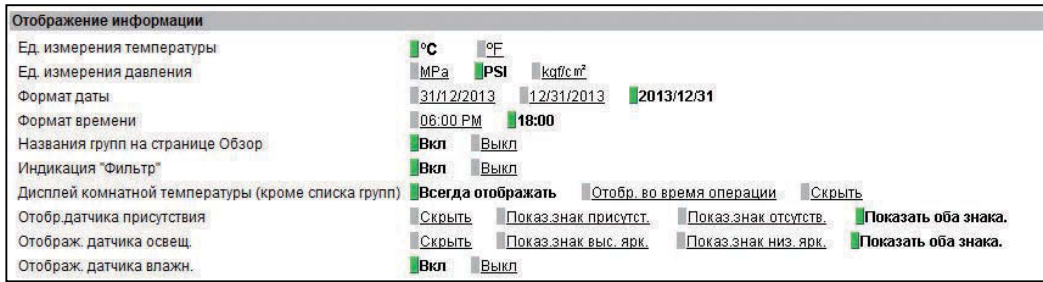 Отображение информации
Ед. измерения температуры °C °F
Ед. измерения давления MPa PSI kgf/cm²
Формат даты 31/12/2013 12/31/2013 2013/12/31
Формат времени 06:00 PM 18:00
Названия групп на странице Обзор Вкл Выкл
Индикация "Фильтр" Вкл Выкл
Дисплей комнатной температуры (кроме списка групп) Всегда отображать Отобр. во время операции Скрыть
Отобр.датчика присутствия Скрыть Показ.знак присутст. Показ.знак отсутств. Показать оба знака.
Отображ. датчика освещ. Скрыть Показ.знак выс. ярк. Показ.знак низ. ярк. Показать оба знака.
Отображ. датчика влажн. Вкл Выкл